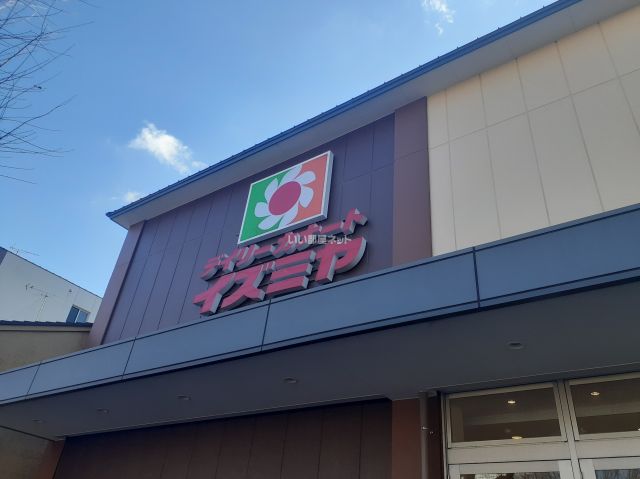 いい部屋ネット
デイリーカナート
イズミヤ